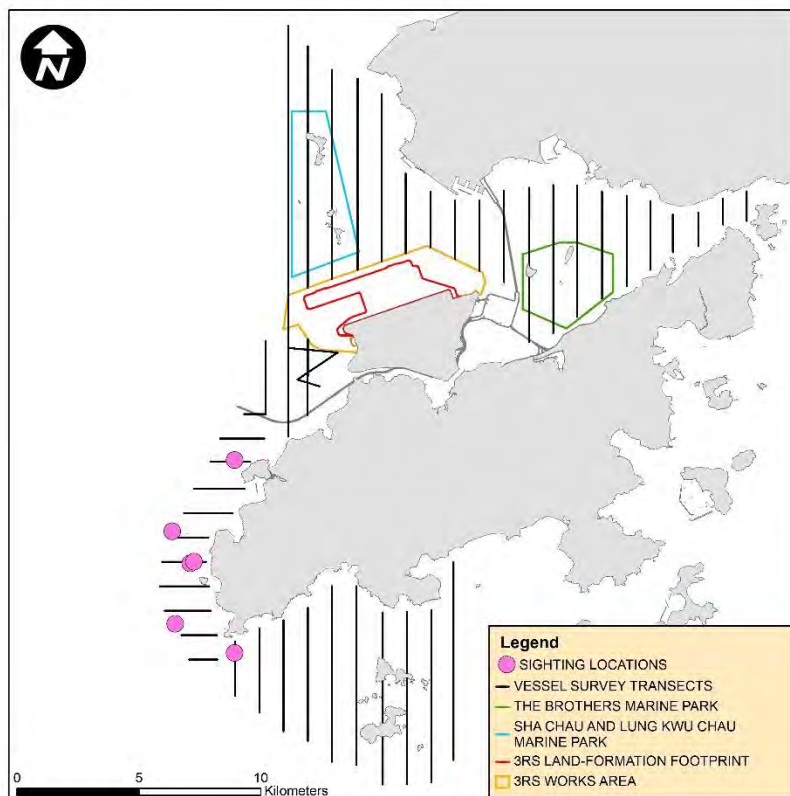 N
Legend
SIGHTING LOCATIONS
VESSEL SURVEY TRANSECTS
THE BROTHERS MARINE PARK
SHA CHAU AND LUNG KWU CHAU
MARINE PARK
3RS LAND-FORMATION FOOTPRINT
3RS WORKS AREA
0 5 10
Kilometers